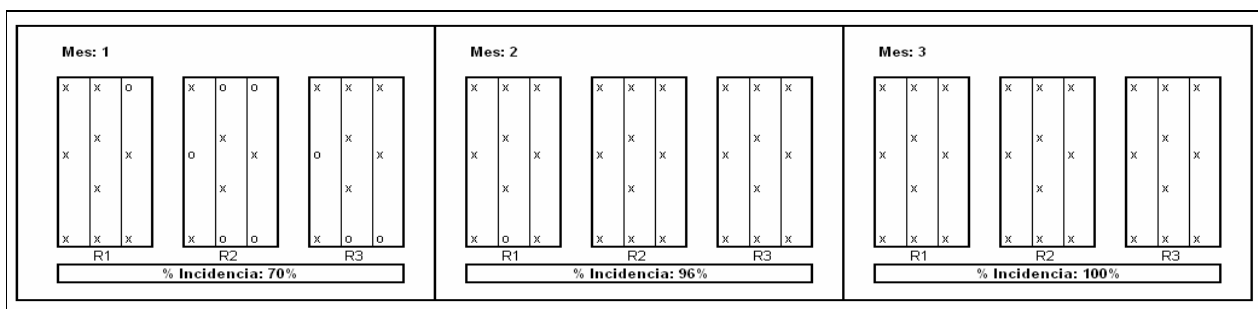 Mes: 1 Mes: 2 Mes: 3
x x o x o o x x x x x x x x x x x x x x x x x x x x x
x x x x x x x x x
x x o x o x x x x x x x x x x x x x
x x x x x x x x x
x x x x o o x o o x o x x x x x x x x x x x x x x x x
R1 R2 R3 R1 R2 R3 R1 R2 R3
% Incidencia: 70% % Incidencia: 96% % Incidencia: 100%